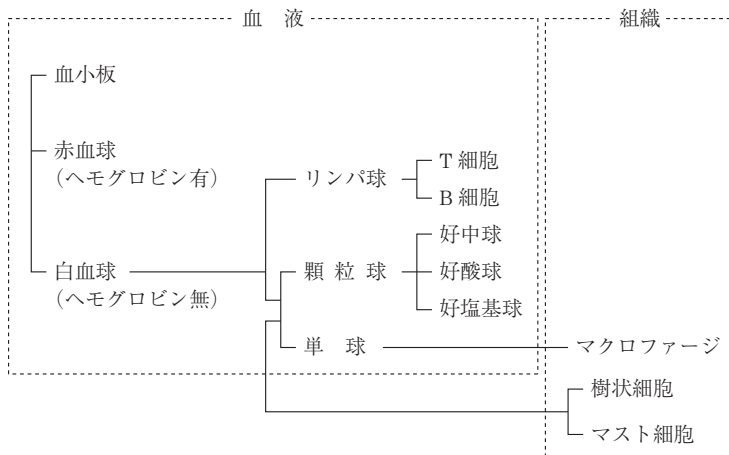 血 液
組織
血小板
赤血球
（ヘモグロビン有）
白血球
（ヘモグロビン無）
リンパ球
T 細胞
B 細胞
顆 粒 球
好中球
好酸球
好塩基球
単 球
マクロファージ
樹状細胞
マスト細胞